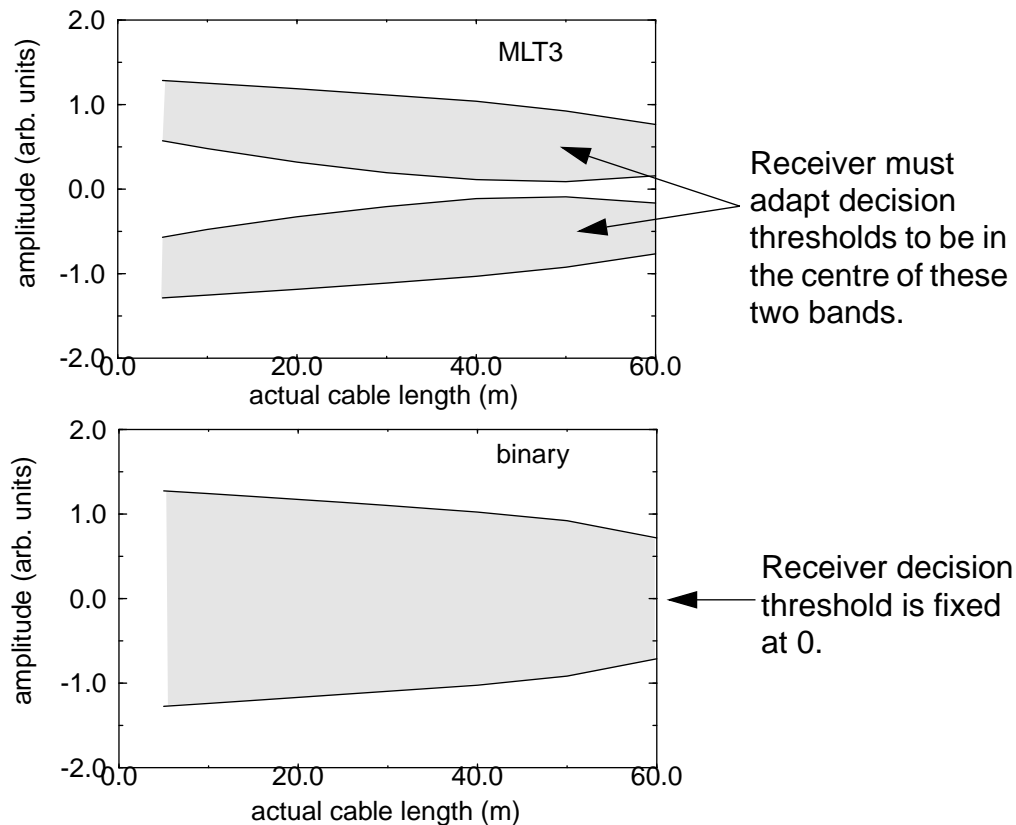 2.0
MLT3
1.0
0.0
-1.0
-2.0
amplitude (arb. units)
0.0
20.0
40.0
60.0
actual cable length (m)
Receiver must
adapt decision
thresholds to be in
the centre of these
two bands.
2.0
binary
1.0
0.0
-1.0
-2.0
amplitude (arb. units)
0.0
20.0
40.0
60.0
actual cable length (m)
Receiver decision
threshold is fixed
at 0.